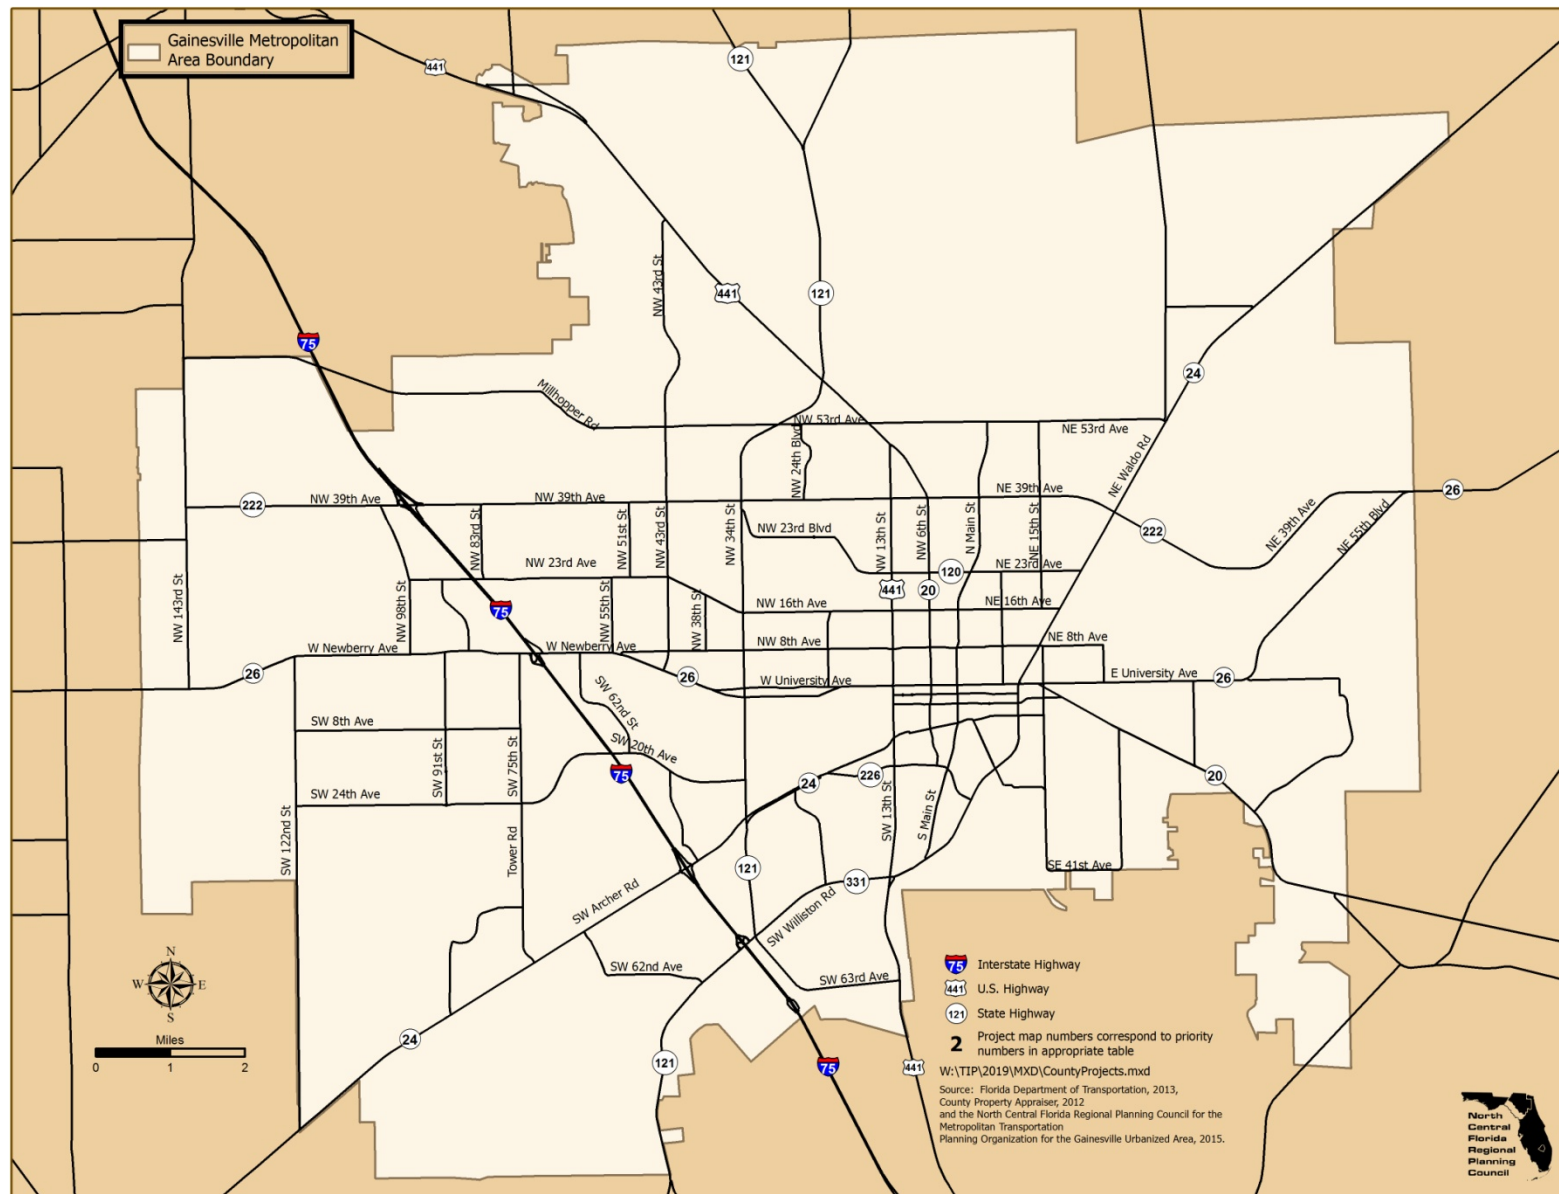 Gainesville Metropolitan
Area Boundary
441
121
NW 43rd St
441
121
75
24
Millhopper Rd
NW 53rd Ave
NE 53rd Ave
NW 24th Blvd
NE Waldo Rd
222
NW 39th Ave
NW 39th Ave
NE 39th Ave
26
NE 39th Ave
NE 55th Blvd
222
NW 83rd St
NW 51st St
NW 43rd St
NW 34th St
NW 23rd Blvd
NW 13th St
NW 6th St
N Main St
NE 15th St
NW 23rd Ave
120
NE 23rd Ave
NW 143rd St
NW 98th St
75
NW 55th St
NW 38th St
441
20
NW 16th Ave
NE 16th Ave
W Newberry Ave
W Newberry Ave
NW 8th Ave
NE 8th Ave
26
26
W University Ave
E University Ave
26
SW 62nd St
SW 8th Ave
SW 20th Ave
SW 91st St
SW 75th St
75
24
226
20
SW 24th Ave
SW 122nd St
SW 13th St
S Main St
Tower Rd
121
331
SE 41st Ave
SW Archer Rd
SW Williston Rd
SW 62nd Ave
SW 63rd Ave
24
121
75
441
N
W
E
S
Miles
0
1
2
75 Interstate Highway
441 U.S. Highway
121 State Highway
2 Project map numbers correspond to priority
numbers in appropriate table
W:\TIP\2019\MXD\CountyProjects.mxd
Source: Florida Department of Transportation, 2013,
County Property Appraiser, 2012
and the North Central Florida Regional Planning Council for the
Metropolitan Transportation
Planning Organization for the Gainesville Urbanized Area, 2015.
North
Central
Florida
Regional
Planning
Council